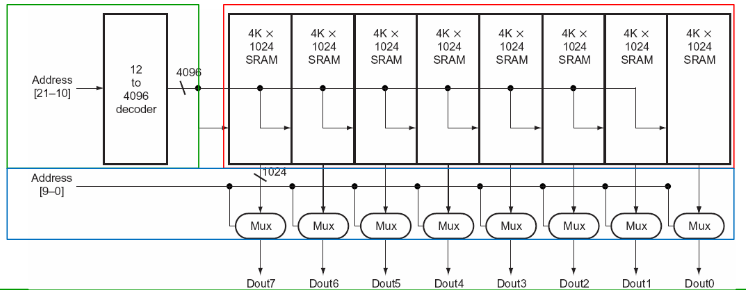 4K × 4K × 4K × 4K × 4K × 4K × 4K × 4K ×
1024 1024 1024 1024 1024 1024 1024 1024
SRAM SRAM SRAM SRAM SRAM SRAM SRAM SRAM
Address
[21–10]
12
to
4096
decoder
4096
Address
[9–0]
1024
Mux Mux Mux Mux Mux Mux Mux Mux
Dout7 Dout6 Dout5 Dout4 Dout3 Dout2 Dout1 Dout0